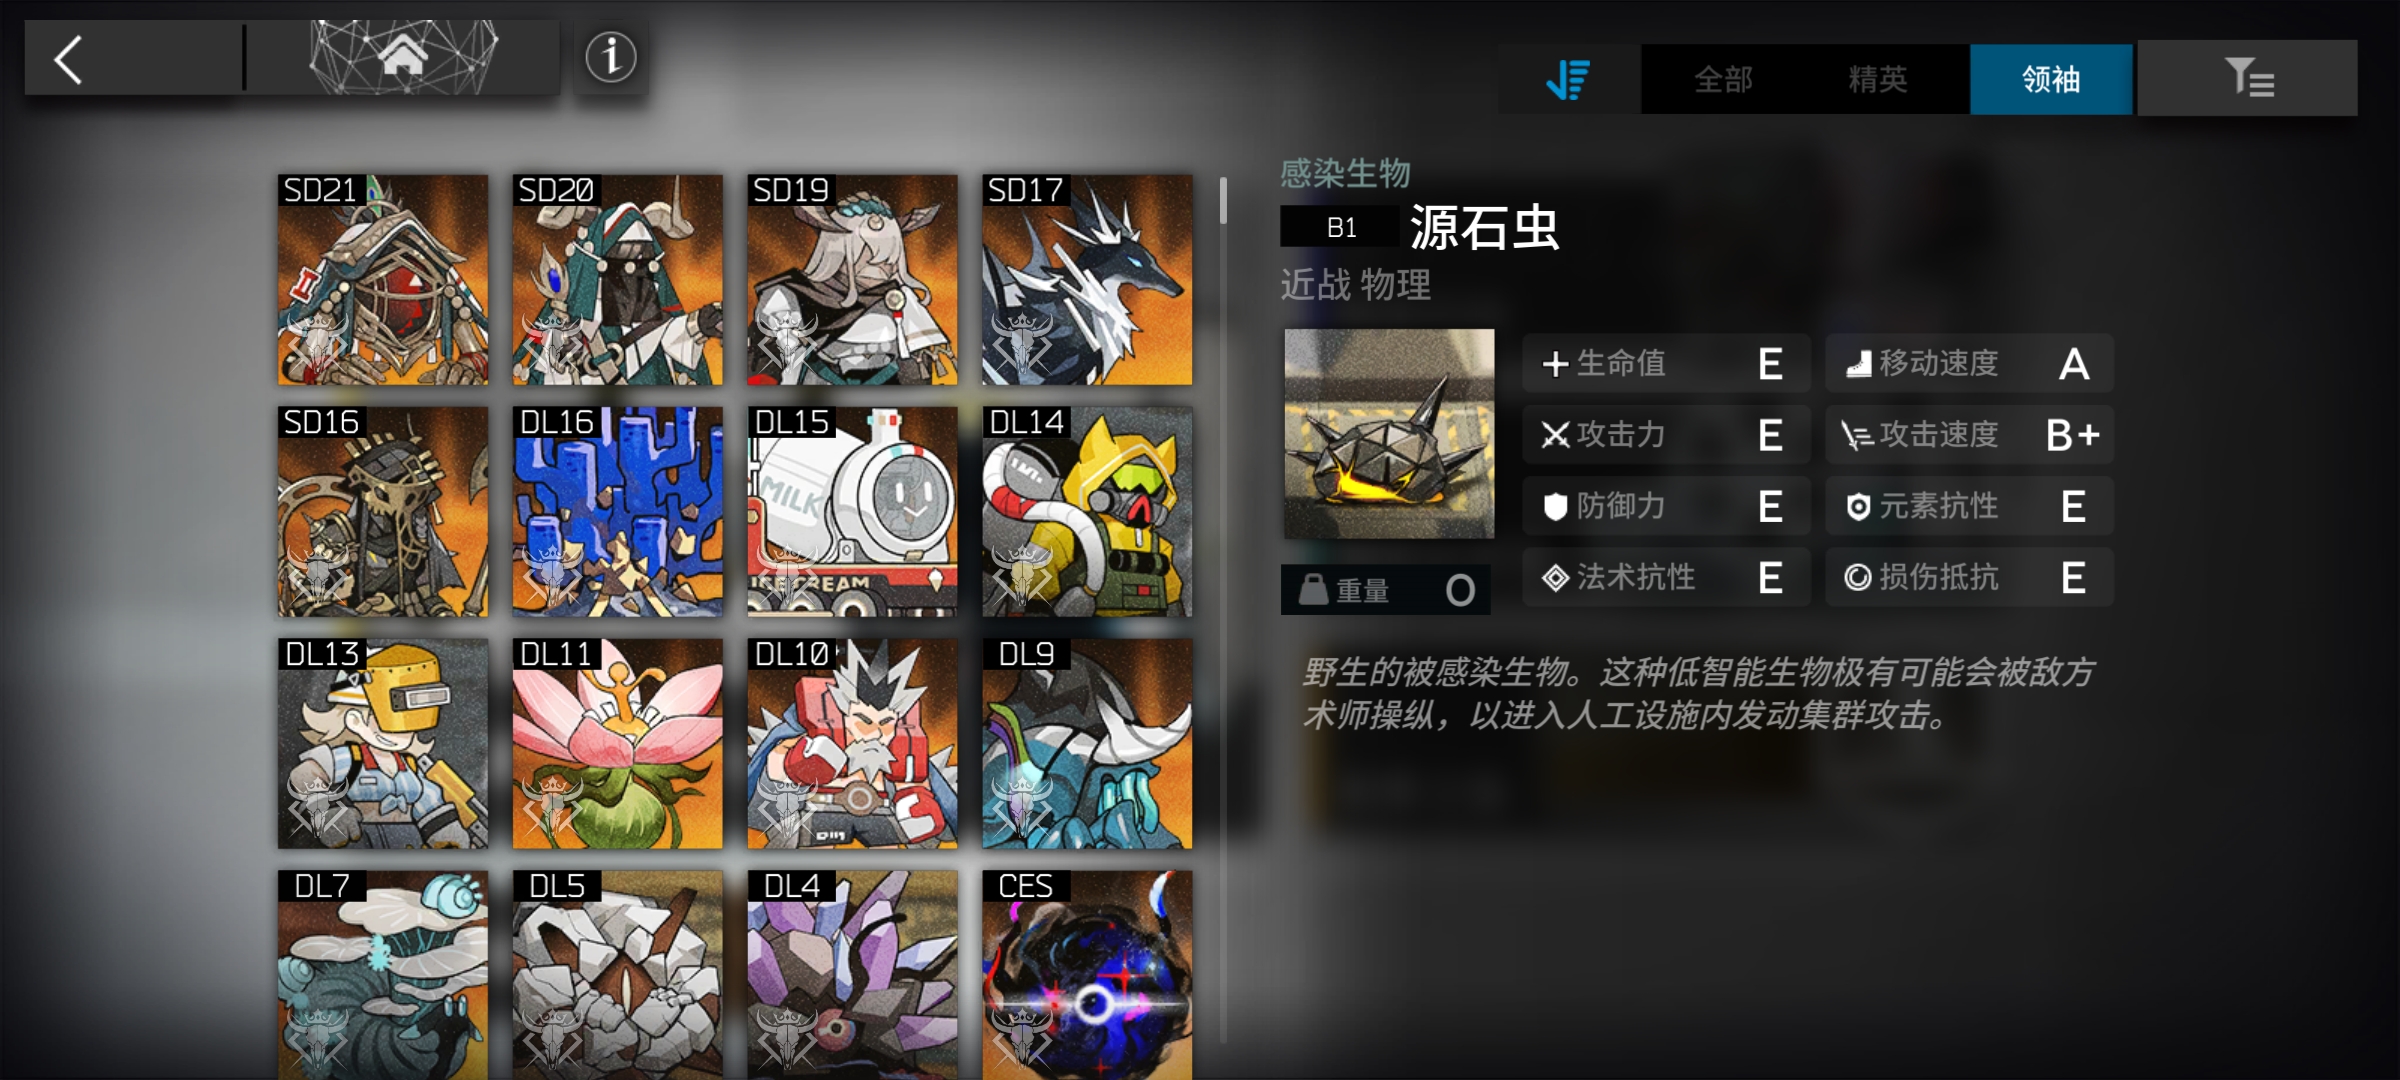 全部 精英 领袖
SD21 SD20 SD19 SD17
SD16 DL16 DL15 DL14
MILK
ICECREAM
DL13 DL11 DL10 DL9
DL7 DL5 DL4 CES
感染生物
B1 源石虫
近战 物理
生命值 E 移动速度 A
攻击力 E 攻击速度 B+
防御力 E 元素抗性 E
法术抗性 E 损伤抵抗 E
重量 0
野生的被感染生物。这种低智能生物极有可能会被敌方
术师操纵，以进入人工设施内发动集群攻击。